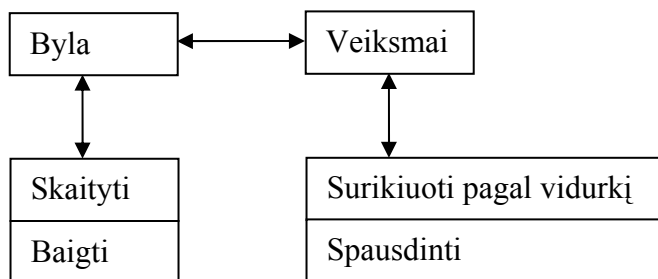 Byla
Veiksmai
Skaityti
Baigti
Surikiuoti pagal vidurkį
Spausdinti